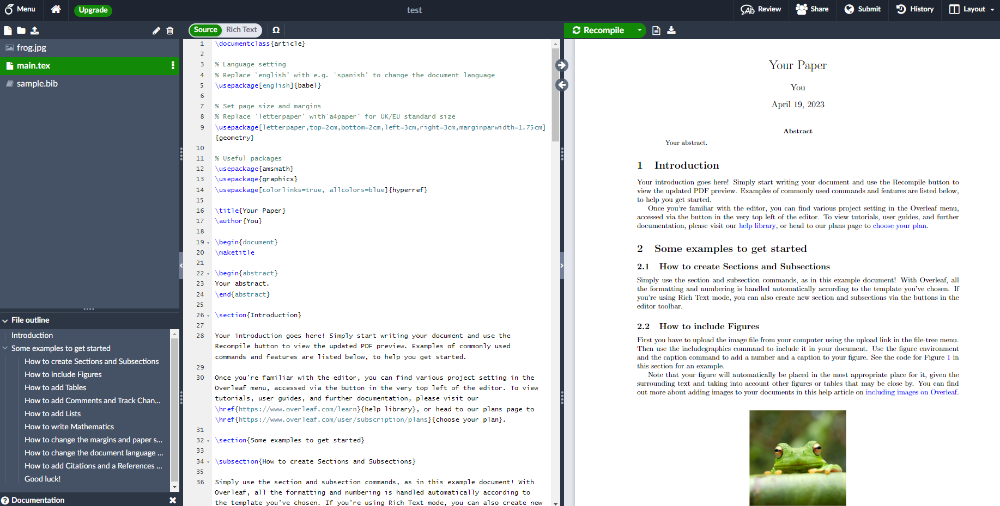 Menu
Upgrade
test
Review
Share
Submit
History
Layout
Source
Rich Text
Ω
Recompile
frog.jpg
main.tex
sample.bib
File outline
Introduction
Some examples to get started
How to create Sections and Subsections
How to include Figures
How to add Tables
How to add Comments and Track Chan...
How to add Lists
How to write Mathematics
How to change the margins and paper s...
How to change the document language ...
How to add Citations and a References ...
Good luck!
Documentation
1 \documentclass{article}
2
3 % Language setting
4 % Replace `english' with e.g. `spanish' to change the document language
5 \usepackage[english]{babel}
6
7 % Set page size and margins
8 % Replace `letterpaper' with`a4paper' for UK/EU standard size
9 \usepackage[letterpaper,top=2cm,bottom=2cm,left=3cm,right=3cm,marginparwidth=1.75cm]
{geometry}
10
11 % Useful packages
12 \usepackage{amsmath}
13 \usepackage{graphicx}
14 \usepackage[colorlinks=true, allcolors=blue]{hyperref}
15
16 \title{Your Paper}
17 \author{You}
18
19 \begin{document}
20 \maketitle
21
22 \begin{abstract}
23 Your abstract.
24 \end{abstract}
25
26 \section{Introduction}
27
28 Your introduction goes here! Simply start writing your document and use the
Recompile button to view the updated PDF preview. Examples of commonly used
commands and features are listed below, to help you get started.
29
30 Once you're familiar with the editor, you can find various project setting in the
Overleaf menu, accessed via the button in the very top left of the editor. To view
tutorials, user guides, and further documentation, please visit our
\href{https://www.overleaf.com/learn}{help library}, or head to our plans page to
\href{https://www.overleaf.com/user/subscription/plans}{choose your plan}.
31
32 \section{Some examples to get started}
33
34 \subsection{How to create Sections and Subsections}
35
36 Simply use the section and subsection commands, as in this example document! With
Overleaf, all the formatting and numbering is handled automatically according to
the template you've chosen. If you're using Rich Text mode, you can also create new
Your Paper
You
April 19, 2023
Abstract
Your abstract.
1 Introduction
Your introduction goes here! Simply start writing your document and use the Recompile button to
view the updated PDF preview. Examples of commonly used commands and features are listed below,
to help you get started.
Once you're familiar with the editor, you can find various project setting in the Overleaf menu,
accessed via the button in the very top left of the editor. To view tutorials, user guides, and further
documentation, please visit our help library, or head to our plans page to choose your plan.
2 Some examples to get started
2.1 How to create Sections and Subsections
Simply use the section and subsection commands, as in this example document! With Overleaf, all
the formatting and numbering is handled automatically according to the template you've chosen. If
you're using Rich Text mode, you can also create new section and subsections via the buttons in the
editor toolbar.
2.2 How to include Figures
First you have to upload the image file from your computer using the upload link in the file-tree menu.
Then use the includegraphics command to include it in your document. Use the figure environment
and the caption command to add a number and a caption to your figure. See the code for Figure 1 in
this section for an example.
Note that your figure will automatically be placed in the most appropriate place for it, given the
surrounding text and taking into account other figures or tables that may be close by. You can find
out more about adding images to your documents in this help article on including images on Overleaf.